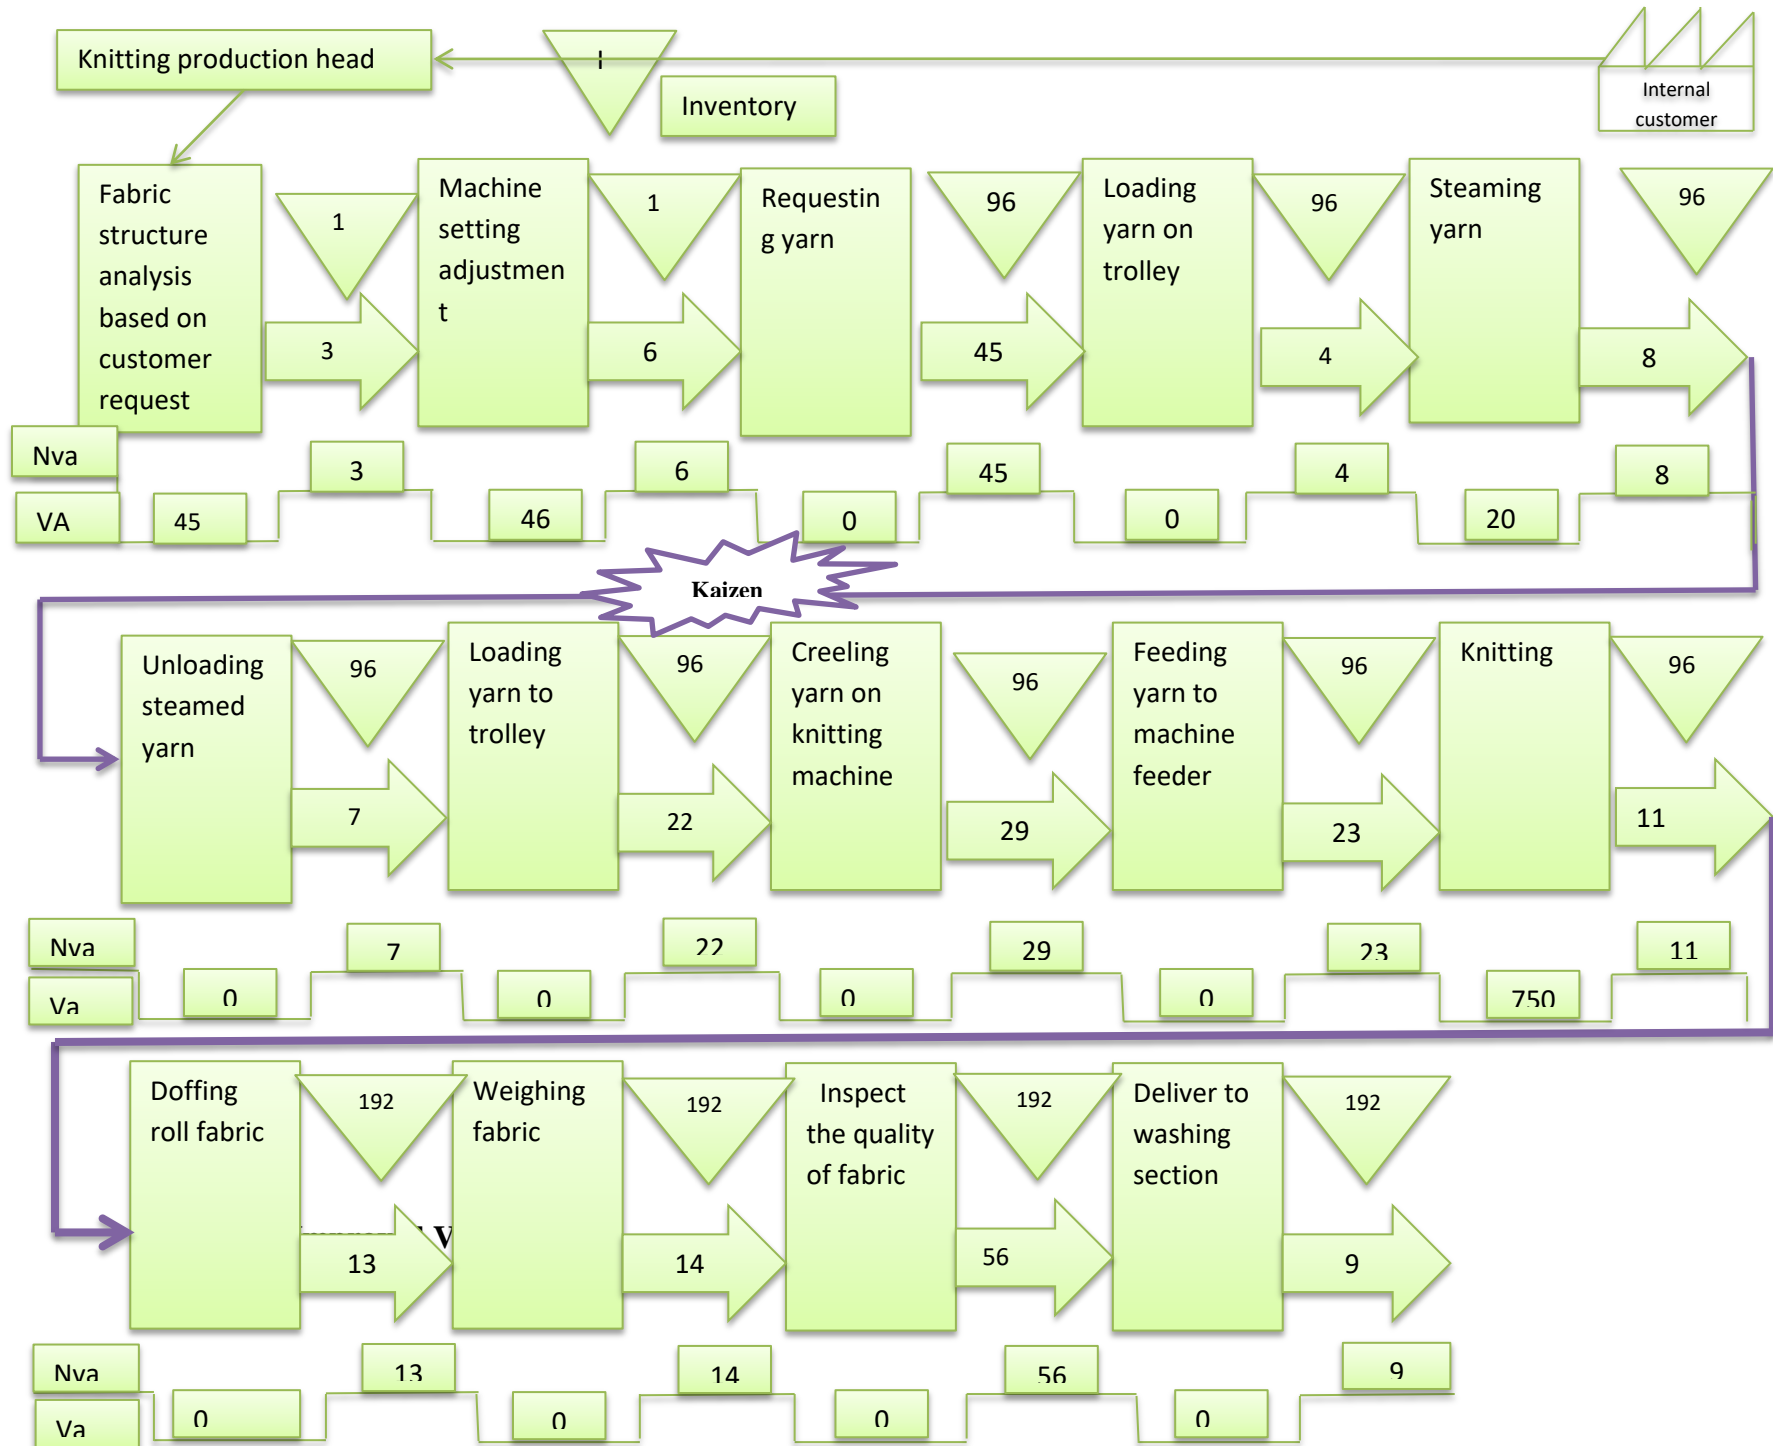 Knitting production head
I
Inventory
Internal
customer
Fabric
structure
analysis
based on
customer
request
1
3
Machine
setting
adjustmen
t
1
6
Requestin
g yarn
96
45
Loading
yarn on
trolley
96
4
Steaming
yarn
96
8
Nva
3
6
45
4
8
VA
45
46
0
0
20
Kaizen
Unloading
steamed
yarn
96
7
Loading
yarn to
trolley
96
22
Creeling
yarn on
knitting
machine
96
29
Feeding
yarn to
machine
feeder
96
23
Knitting
96
11
Nva
7
22
29
23
11
Va
0
0
0
0
750
Doffing
roll fabric
192
13
Weighing
fabric
192
14
Inspect
the quality
of fabric
192
56
Deliver to
washing
section
192
9
Nva
13
14
56
9
Va
0
0
0
0